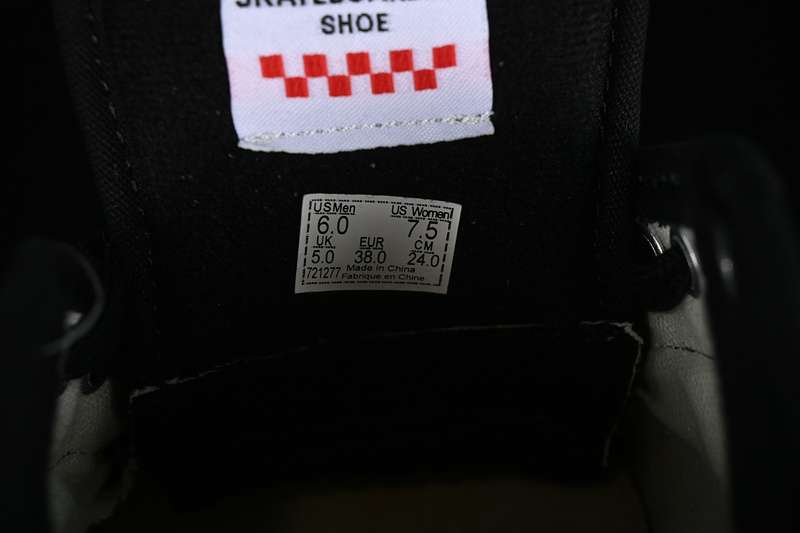 SHOE
US Men US Women
6.0 7.5
UK EUR CM
5.0 38.0 24.0
721277 Made in China
Fabrique en Chine